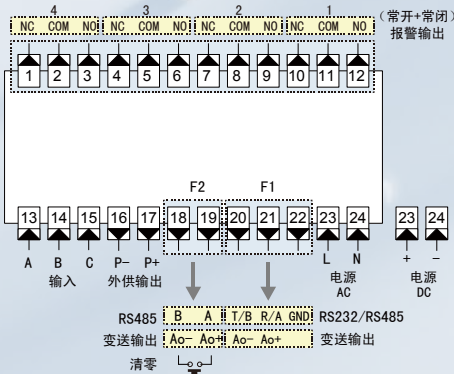 4 3 2 1 (常开+常闭)
NC COM NO NC COM NO NC COM NO NC COM NO 报警输出
1 2 3 4 5 6 7 8 9 10 11 12
F2 F1
13 14 15 16 17 18 19 20 21 22 23 24 23 24
A B C P- P+ L N + -
输入 外供输出 电源 AC 电源 DC
RS485 B A T/B R/A GND RS232/RS485
变送输出 Ao- Ao+ Ao- Ao+ 变送输出
清零